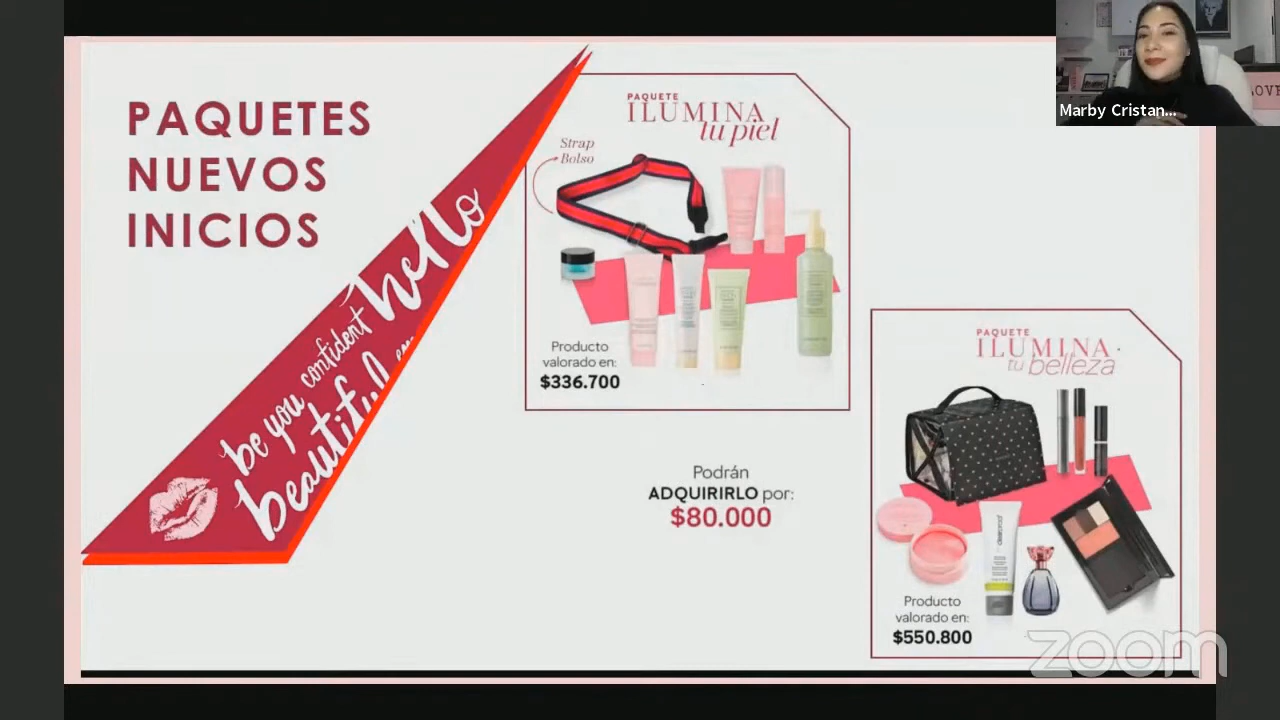 PAQUETES
NUEVOS
INICIOS
hello
be you confident
beautiful
PAQUETE
ILUMINA
tu piel
Strap
Bolso
Producto
valorado en:
$336.700
Podrán
ADQUIRIRLO por:
$80.000
PAQUETE
ILUMINA
tu belleza
Producto
valorado en:
$550.800
Marby Cristan...
LOVE
zoom